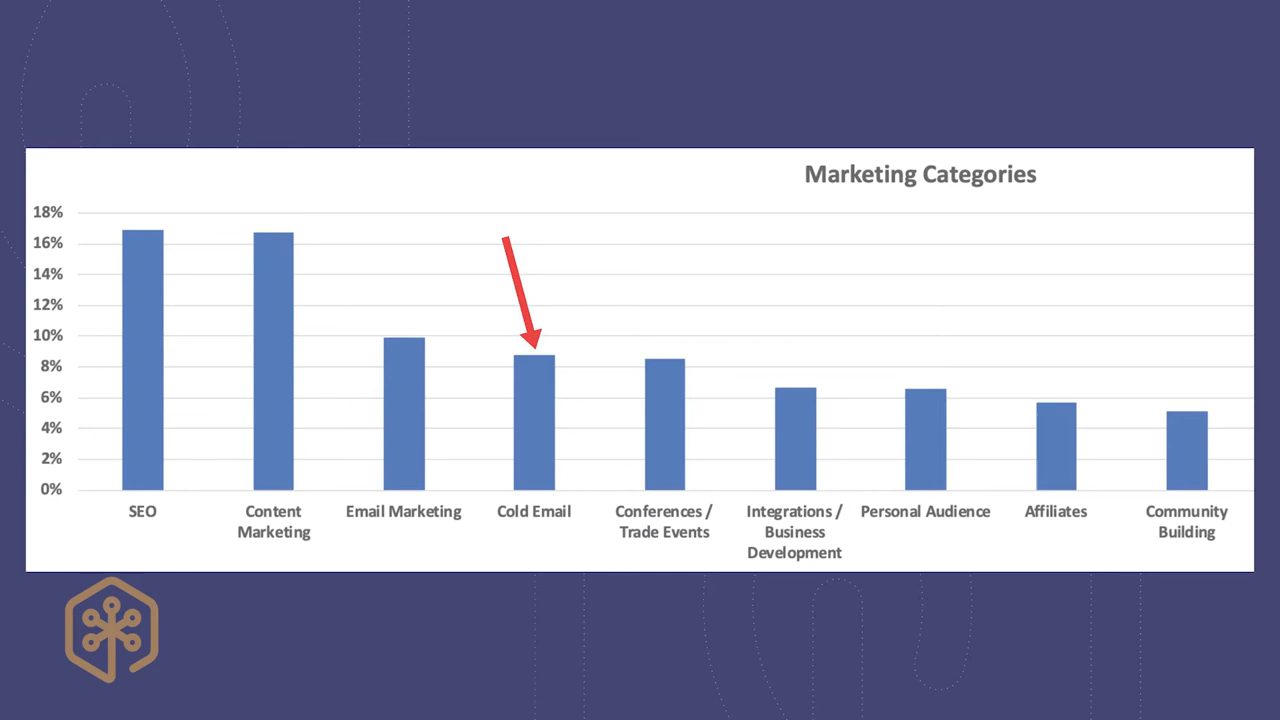 Marketing Categories
18%
16%
14%
12%
10%
8%
6%
4%
2%
0%
SEO
Content
Marketing
Email Marketing
Cold Email
Conferences /
Trade Events
Integrations /
Business
Development
Personal Audience
Affiliates
Community
Building